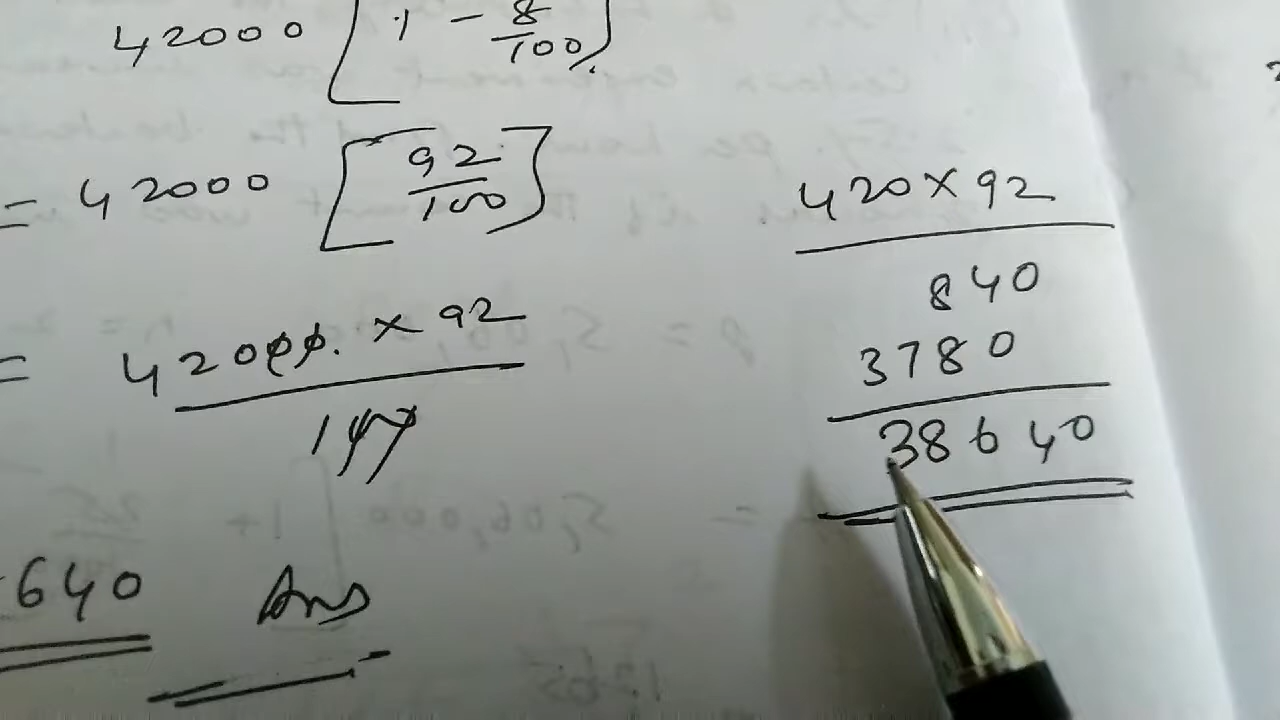 42000 [1 - 8/100]
= 42000 [92/100]
= 42000. × 92
100
640 Ans
420 × 92
840
3780
38640